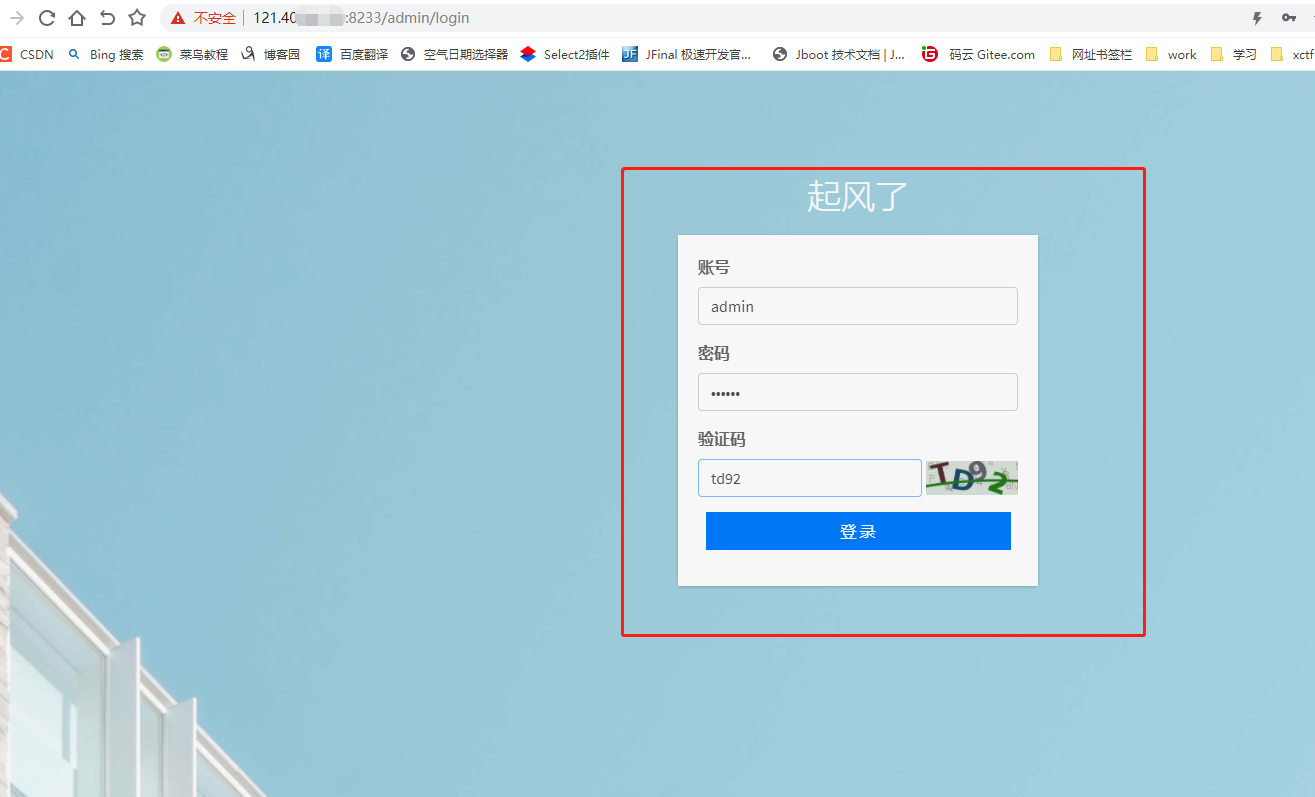 不安全 121.40 :8233/admin/login
CSDN Bing 搜索 菜鸟教程 博客园 译 百度翻译 空气日期选择器 Select2插件 JF JFinal 极速开发官... Jboot 技术文档 | J... G 码云 Gitee.com 网址书签栏 work 学习 xctf
起风了
账号
admin
密码
••••••
验证码
td92 TD92
登录